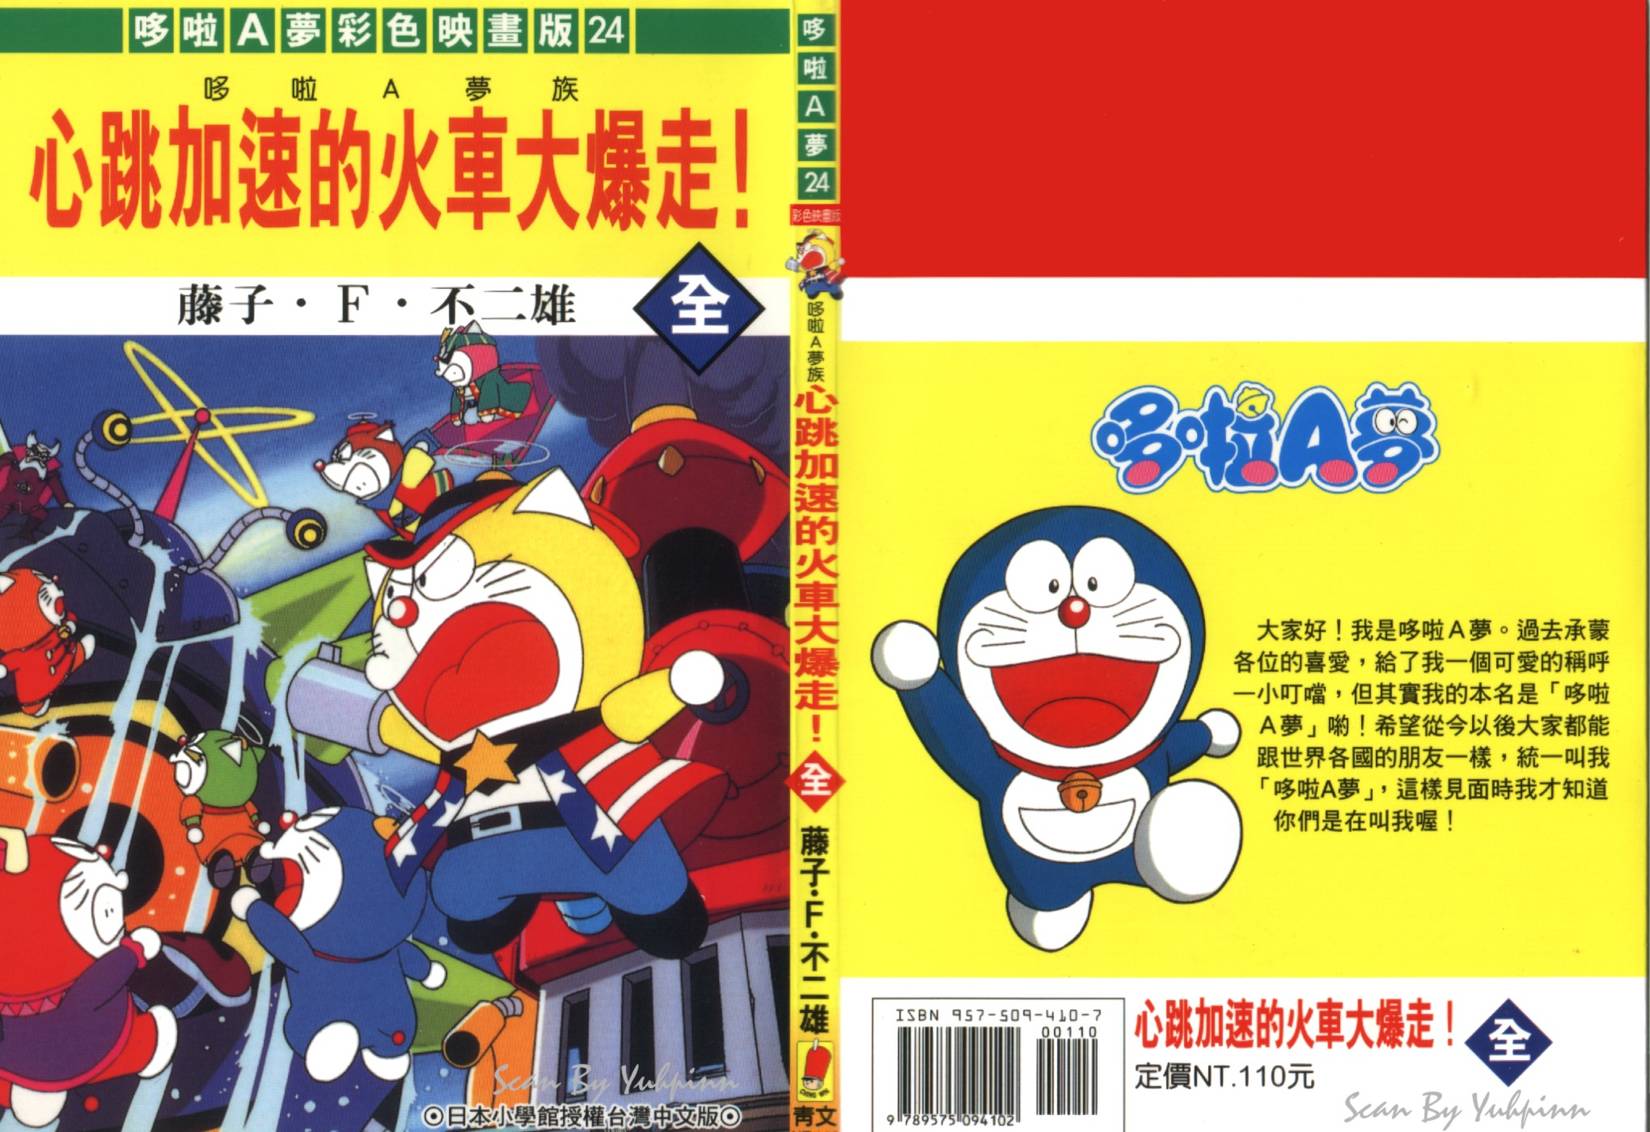 哆啦A夢彩色映畫版24
哆啦A夢族
心跳加速的火車大爆走!
藤子・F・不二雄
全
Scan By Yuhpinn
⊙日本小學館授權台灣中文版⊙
哆啦A夢24
彩色映畫版
哆啦A夢族
心跳加速的火車大爆走!
全
藤子・F・不二雄
青文
哆啦A夢
大家好!我是哆啦A夢。過去承蒙
各位的喜愛,給了我一個可愛的稱呼
一小叮噹,但其實我的本名是「哆啦
A夢」喲!希望從今以後大家都能
跟世界各國的朋友一樣,統一叫我
「哆啦A夢」,這樣見面時我才知道
你們是在叫我喔!
ISBN 957-509-410-7
00110
9 789575 094102
心跳加速的火車大爆走!
全
定價NT.110元
Scan By Yuhpinn